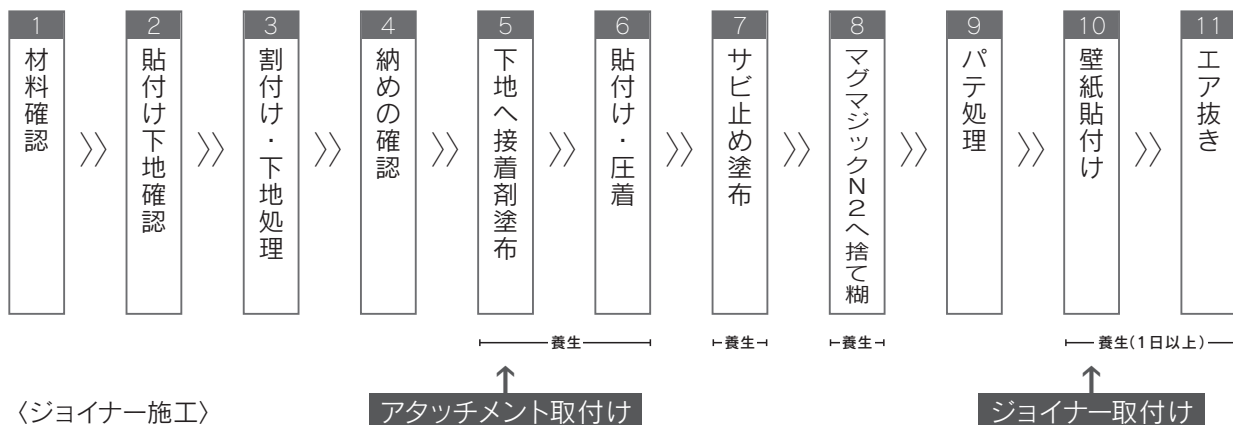 1
材料確認
2
貼付け下地確認
3
割付け・下地処理
4
納めの確認
5
下地へ接着剤塗布
6
貼付け・圧着
7
サビ止め塗布
8
マグマジックN2へ捨て糊
9
パテ処理
10
壁紙貼付け
11
エア抜き
養生
養生
養生
養生(1日以上)
〈ジョイナー施工〉
アタッチメント取付け
ジョイナー取付け